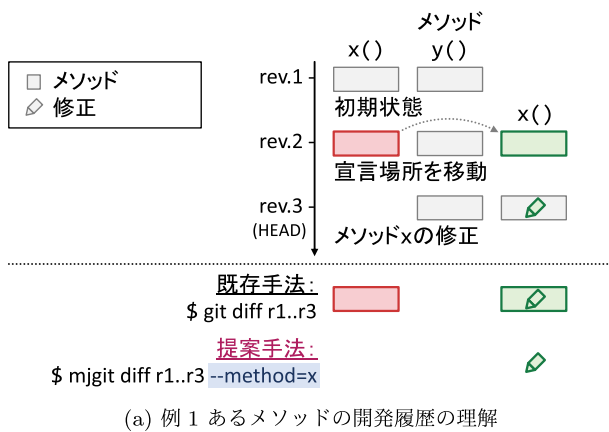 メソッド
x()
y()
メソッド
修正
rev.1
初期状態
x()
rev.2
宣言場所を移動
rev.3
(HEAD)
メソッドxの修正
既存手法:
$ git diff r1..r3
提案手法:
$ mjgit diff r1..r3 --method=x
(a) 例 1 あるメソッドの開発履歴の理解